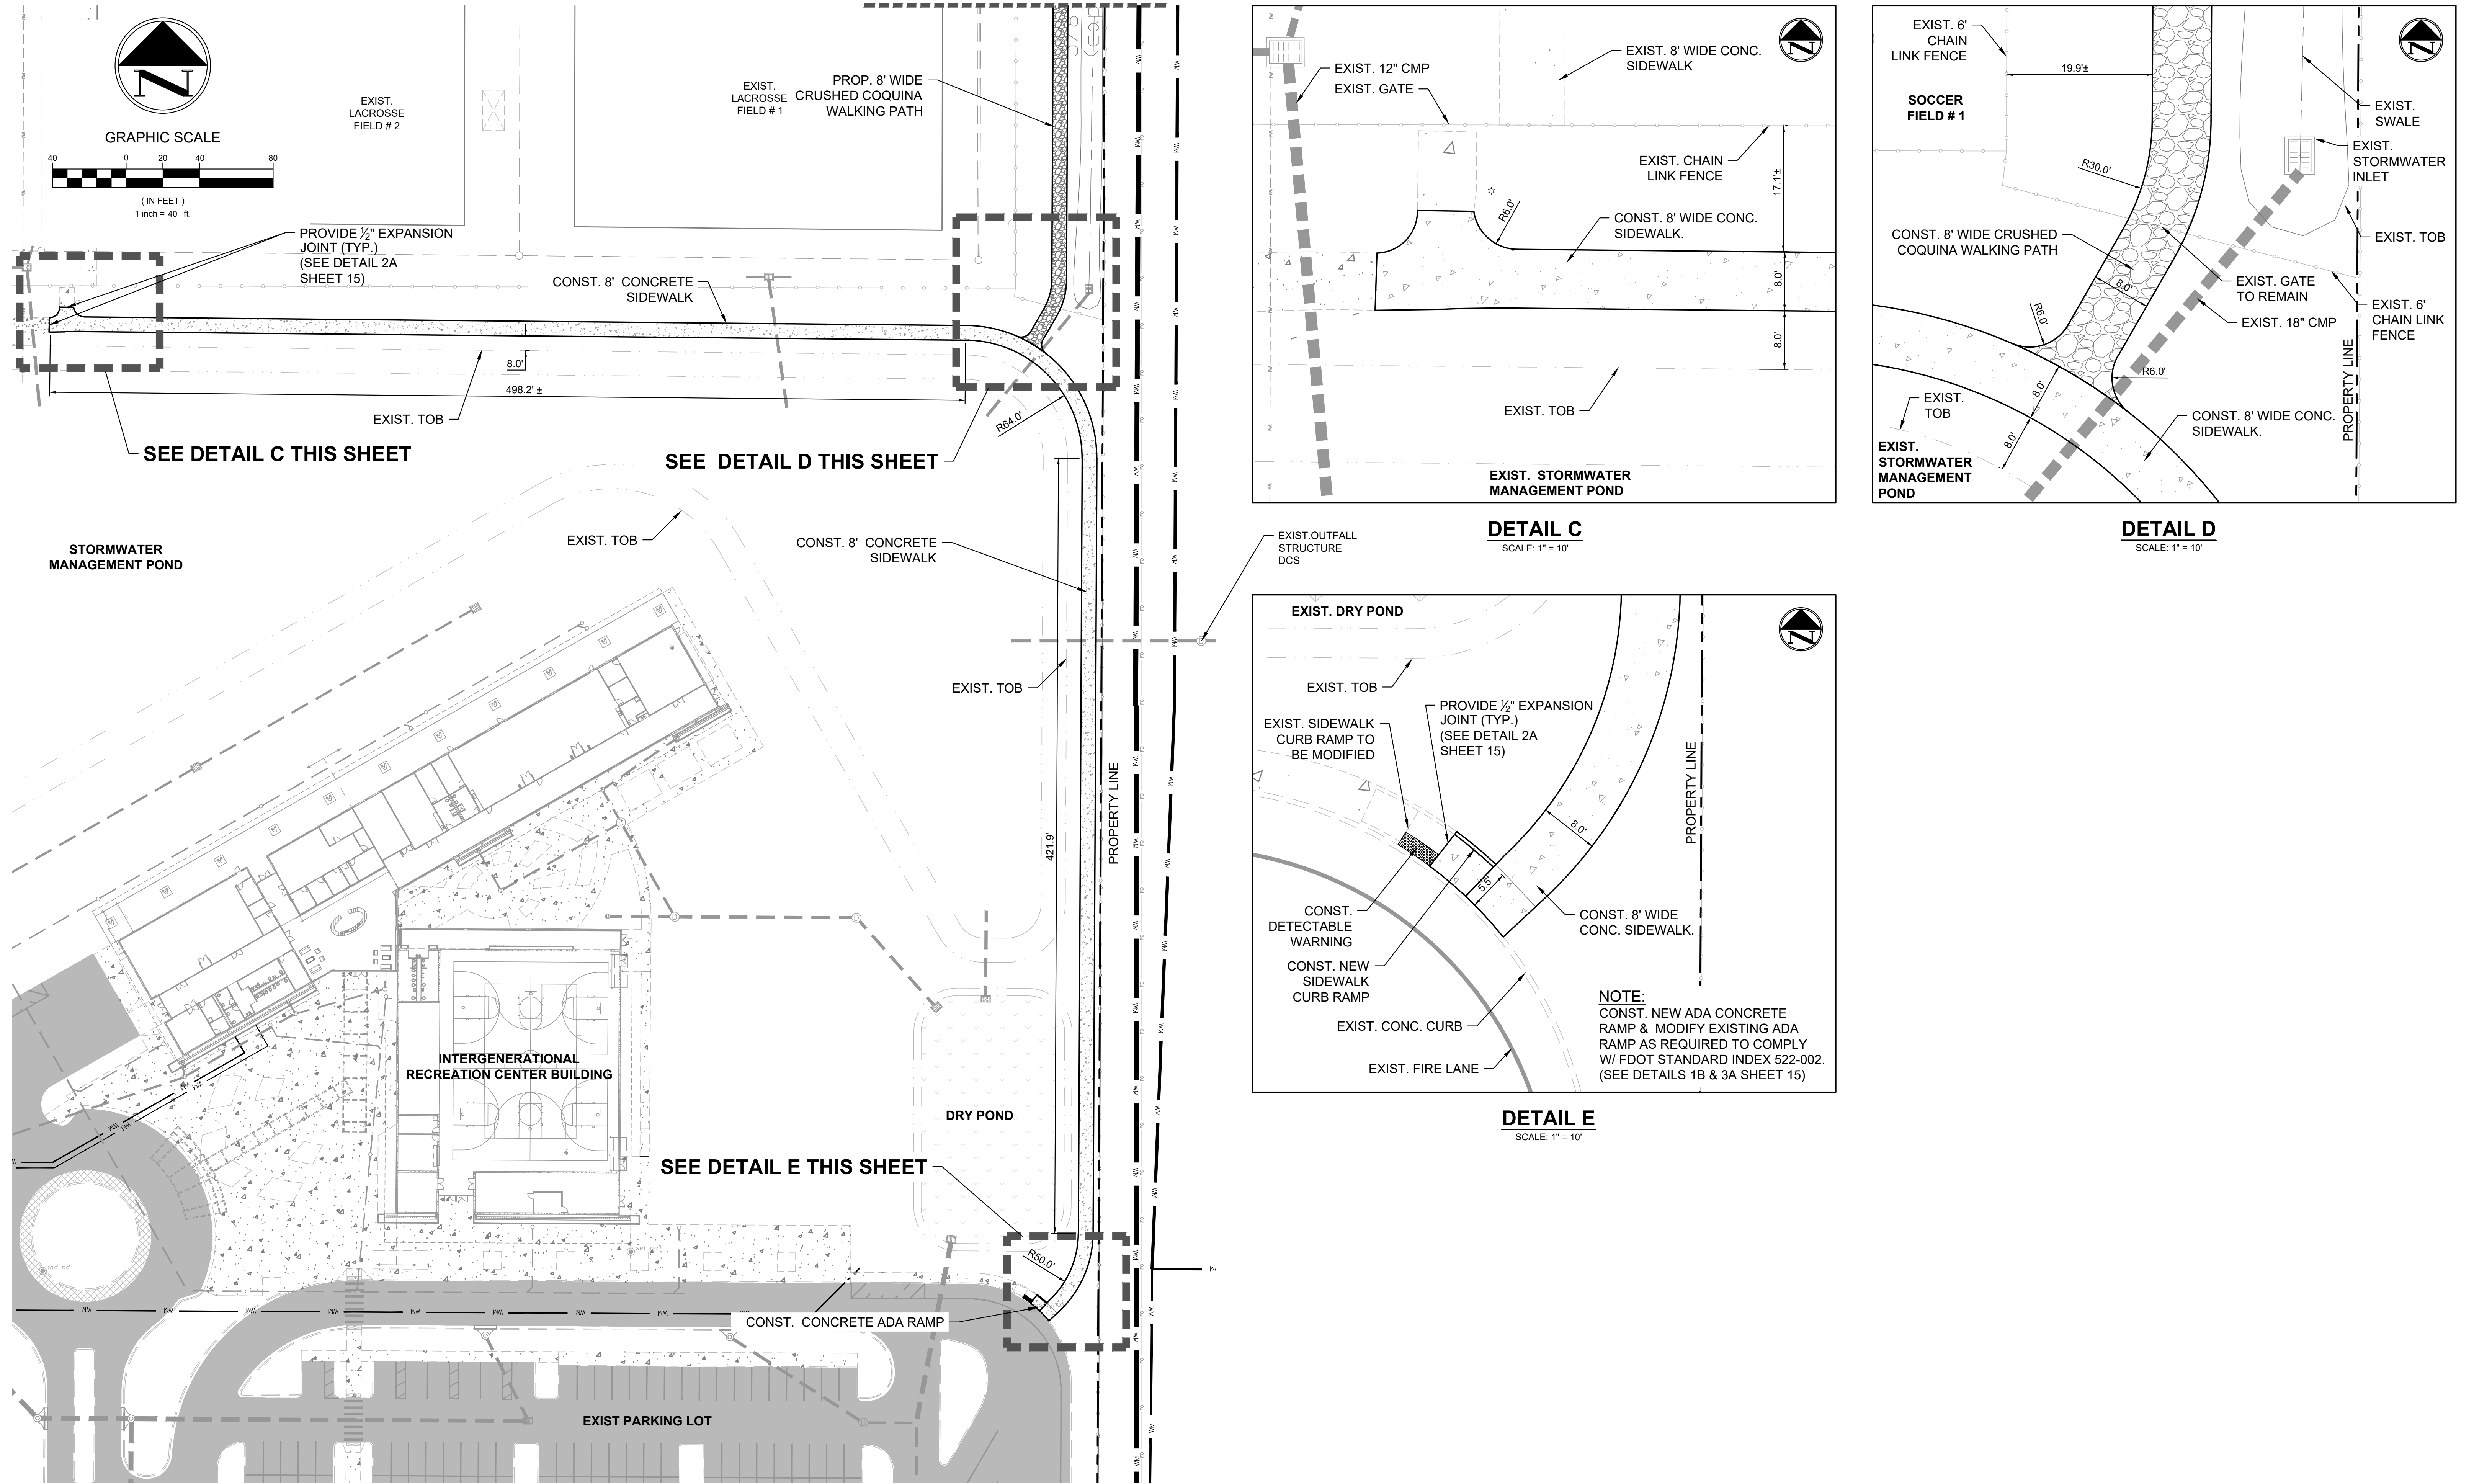 N
GRAPHIC SCALE
40 0 20 40 80
( IN FEET )
1 inch = 40 ft.
EXIST.
LACROSSE
FIELD # 2
EXIST.
LACROSSE
FIELD # 1
PROP. 8' WIDE
CRUSHED COQUINA
WALKING PATH
PROVIDE ½" EXPANSION
JOINT (TYP.)
(SEE DETAIL 2A
SHEET 15)
CONST. 8' CONCRETE
SIDEWALK
8.0'
498.2' ±
EXIST. TOB
R64.0'
SEE DETAIL C THIS SHEET
SEE DETAIL D THIS SHEET
STORMWATER
MANAGEMENT POND
EXIST. TOB
CONST. 8' CONCRETE
SIDEWALK
EXIST.OUTFALL
STRUCTURE
DCS
EXIST. TOB
421.9'
PROPERTY LINE
INTERGENERATIONAL
RECREATION CENTER BUILDING
DRY POND
SEE DETAIL E THIS SHEET
R50.0'
CONST. CONCRETE ADA RAMP
EXIST PARKING LOT
WM
WM
WM
WM
WM
WM
WM
WM
fnd nd
set nail
EXIST. 12" CMP
EXIST. GATE
EXIST. 8' WIDE CONC.
SIDEWALK
N
EXIST. CHAIN
LINK FENCE
17.1'±
R6.0'
CONST. 8' WIDE CONC.
SIDEWALK.
8.0'
8.0'
EXIST. TOB
EXIST. STORMWATER
MANAGEMENT POND
DETAIL C
SCALE: 1" = 10'
EXIST. 6'
CHAIN
LINK FENCE
19.9'±
N
SOCCER
FIELD # 1
EXIST.
SWALE
EXIST.
STORMWATER
INLET
R30.0'
CONST. 8' WIDE CRUSHED
COQUINA WALKING PATH
EXIST. TOB
EXIST. GATE
TO REMAIN
8.0'
R6.0'
EXIST. 18" CMP
EXIST. 6'
CHAIN LINK
FENCE
R6.0'
PROPERTY LINE
8.0'
8.0'
EXIST.
TOB
CONST. 8' WIDE CONC.
SIDEWALK.
EXIST.
STORMWATER
MANAGEMENT
POND
DETAIL D
SCALE: 1" = 10'
EXIST. DRY POND
N
EXIST. TOB
EXIST. SIDEWALK
CURB RAMP TO
BE MODIFIED
PROVIDE ½" EXPANSION
JOINT (TYP.)
(SEE DETAIL 2A
SHEET 15)
PROPERTY LINE
8.0'
5.5'
CONST.
DETECTABLE
WARNING
CONST. 8' WIDE
CONC. SIDEWALK.
CONST. NEW
SIDEWALK
CURB RAMP
EXIST. CONC. CURB
EXIST. FIRE LANE
NOTE:
CONST. NEW ADA CONCRETE
RAMP & MODIFY EXISTING ADA
RAMP AS REQUIRED TO COMPLY
W/ FDOT STANDARD INDEX 522-002.
(SEE DETAILS 1B & 3A SHEET 15)
DETAIL E
SCALE: 1" = 10'